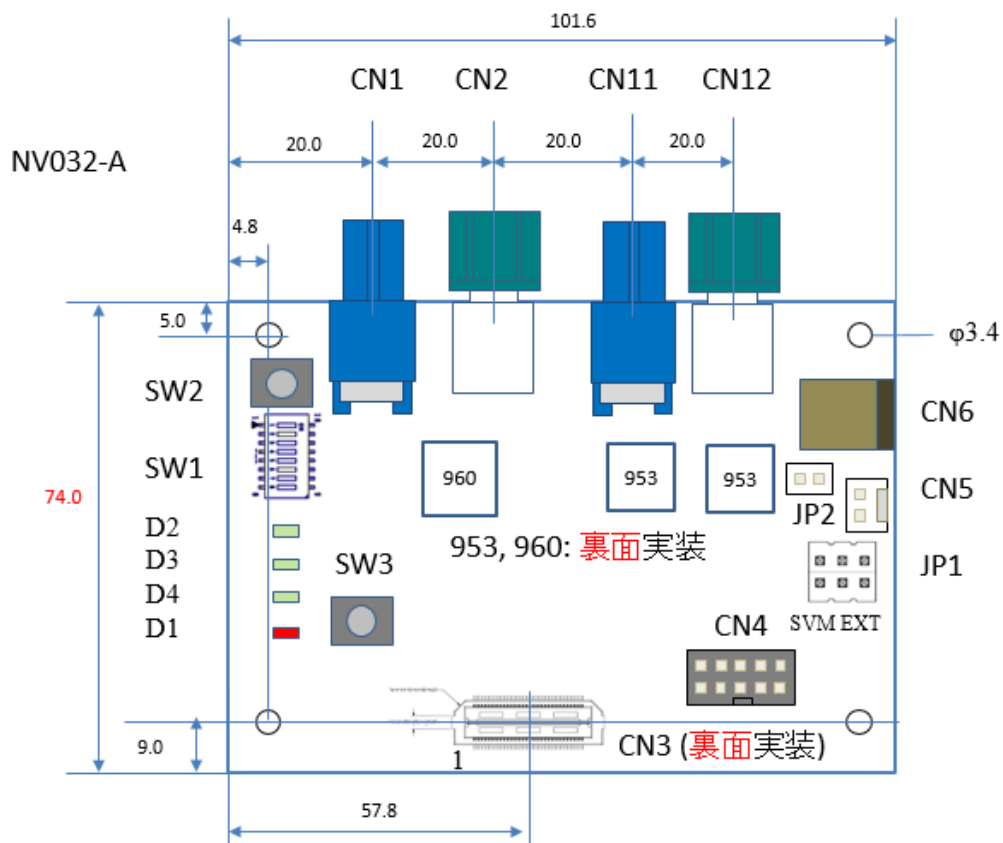 101.6
CN1
CN2
CN11
CN12
20.0
20.0
20.0
20.0
NV032-A
4.8
5.0
φ3.4
SW2
CN6
SW1
960
953
953
CN5
74.0
JP2
D2
953, 960: 裏面実装
D3
SW3
JP1
D4
D1
CN4
SVM EXT
9.0
CN3 (裏面実装)
1
57.8